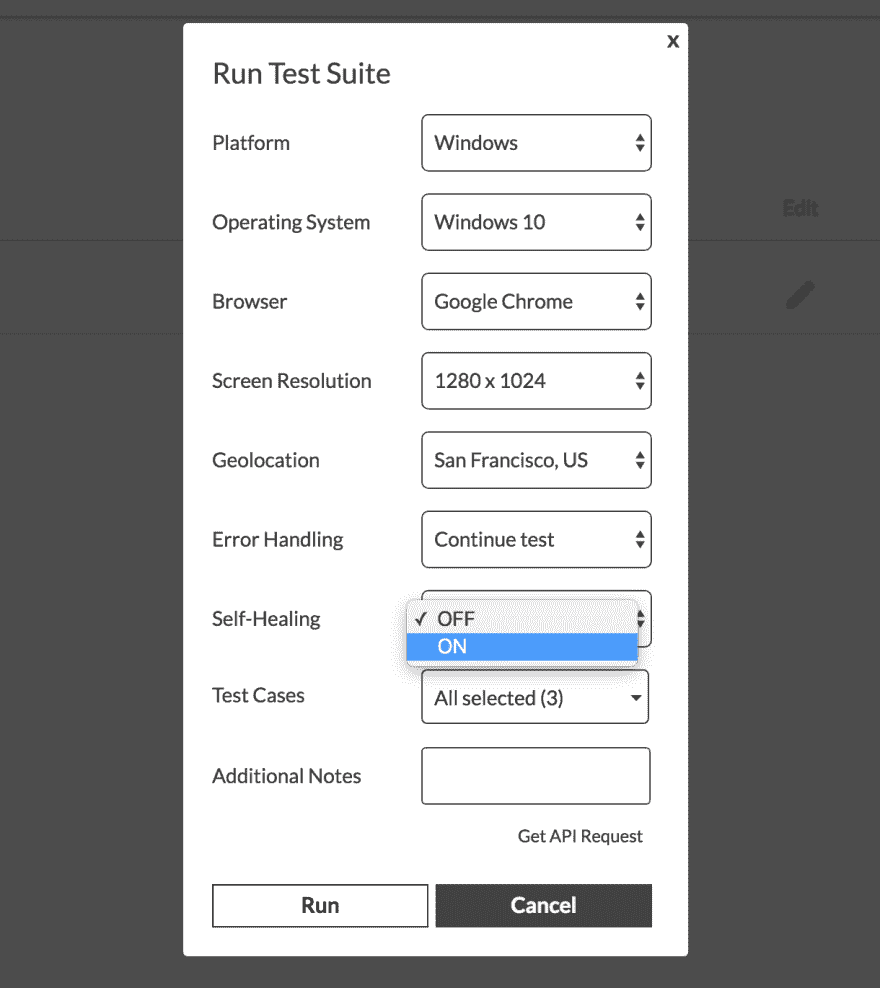 x
Run Test Suite
Platform Windows
Edit
Operating System Windows 10
Browser Google Chrome
Screen Resolution 1280 x 1024
Geolocation San Francisco, US
Error Handling Continue test
Self-Healing ✓ OFF
ON
Test Cases All selected (3)
Additional Notes
Get API Request
Run Cancel